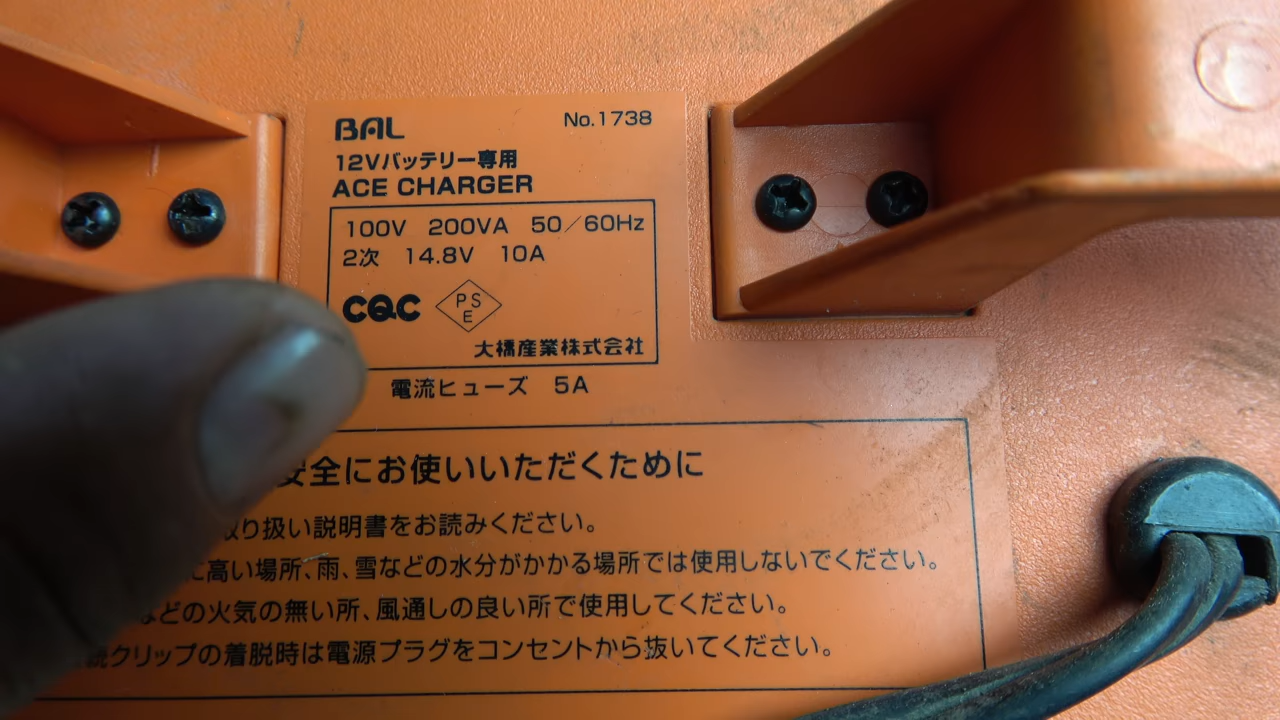 BAL No.1738
12Vバッテリー専用
ACE CHARGER
100V 200VA 50/60Hz
2次 14.8V 10A
CQC PSE
大橋産業株式会社
電流ヒューズ 5A
安全にお使いいただくために
取り扱い説明書をお読みください。
に高い場所、雨、雪などの水分がかかる場所では使用しないでください。
などの火気の無い所、風通しの良い所で使用してください。
続クリップの着脱時は電源プラグをコンセントから抜いてください。